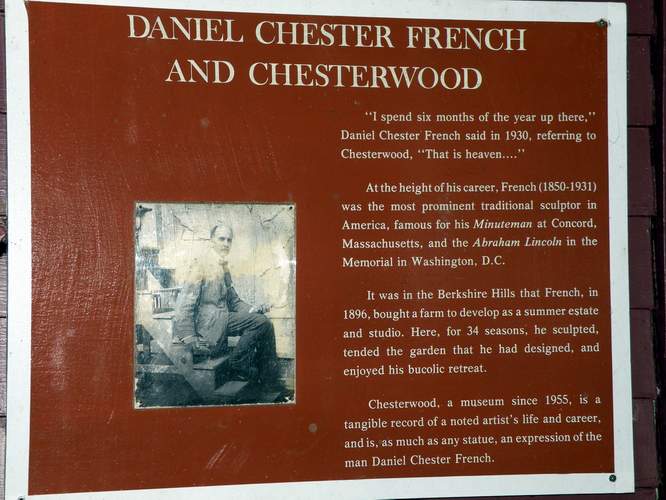 DANIEL CHESTER FRENCH
AND CHESTERWOOD
"I spend six months of the year up there,"
Daniel Chester French said in 1930, referring to
Chesterwood, "That is heaven...."
At the height of his career, French (1850-1931)
was the most prominent traditional sculptor in
America, famous for his Minuteman at Concord,
Massachusetts, and the Abraham Lincoln in the
Memorial in Washington, D.C.
It was in the Berkshire Hills that French, in
1896, bought a farm to develop as a summer estate
and studio. Here, for 34 seasons, he sculpted,
tended the garden that he had designed, and
enjoyed his bucolic retreat.
Chesterwood, a museum since 1955, is a
tangible record of a noted artist's life and career,
and is, as much as any statue, an expression of the
man Daniel Chester French.